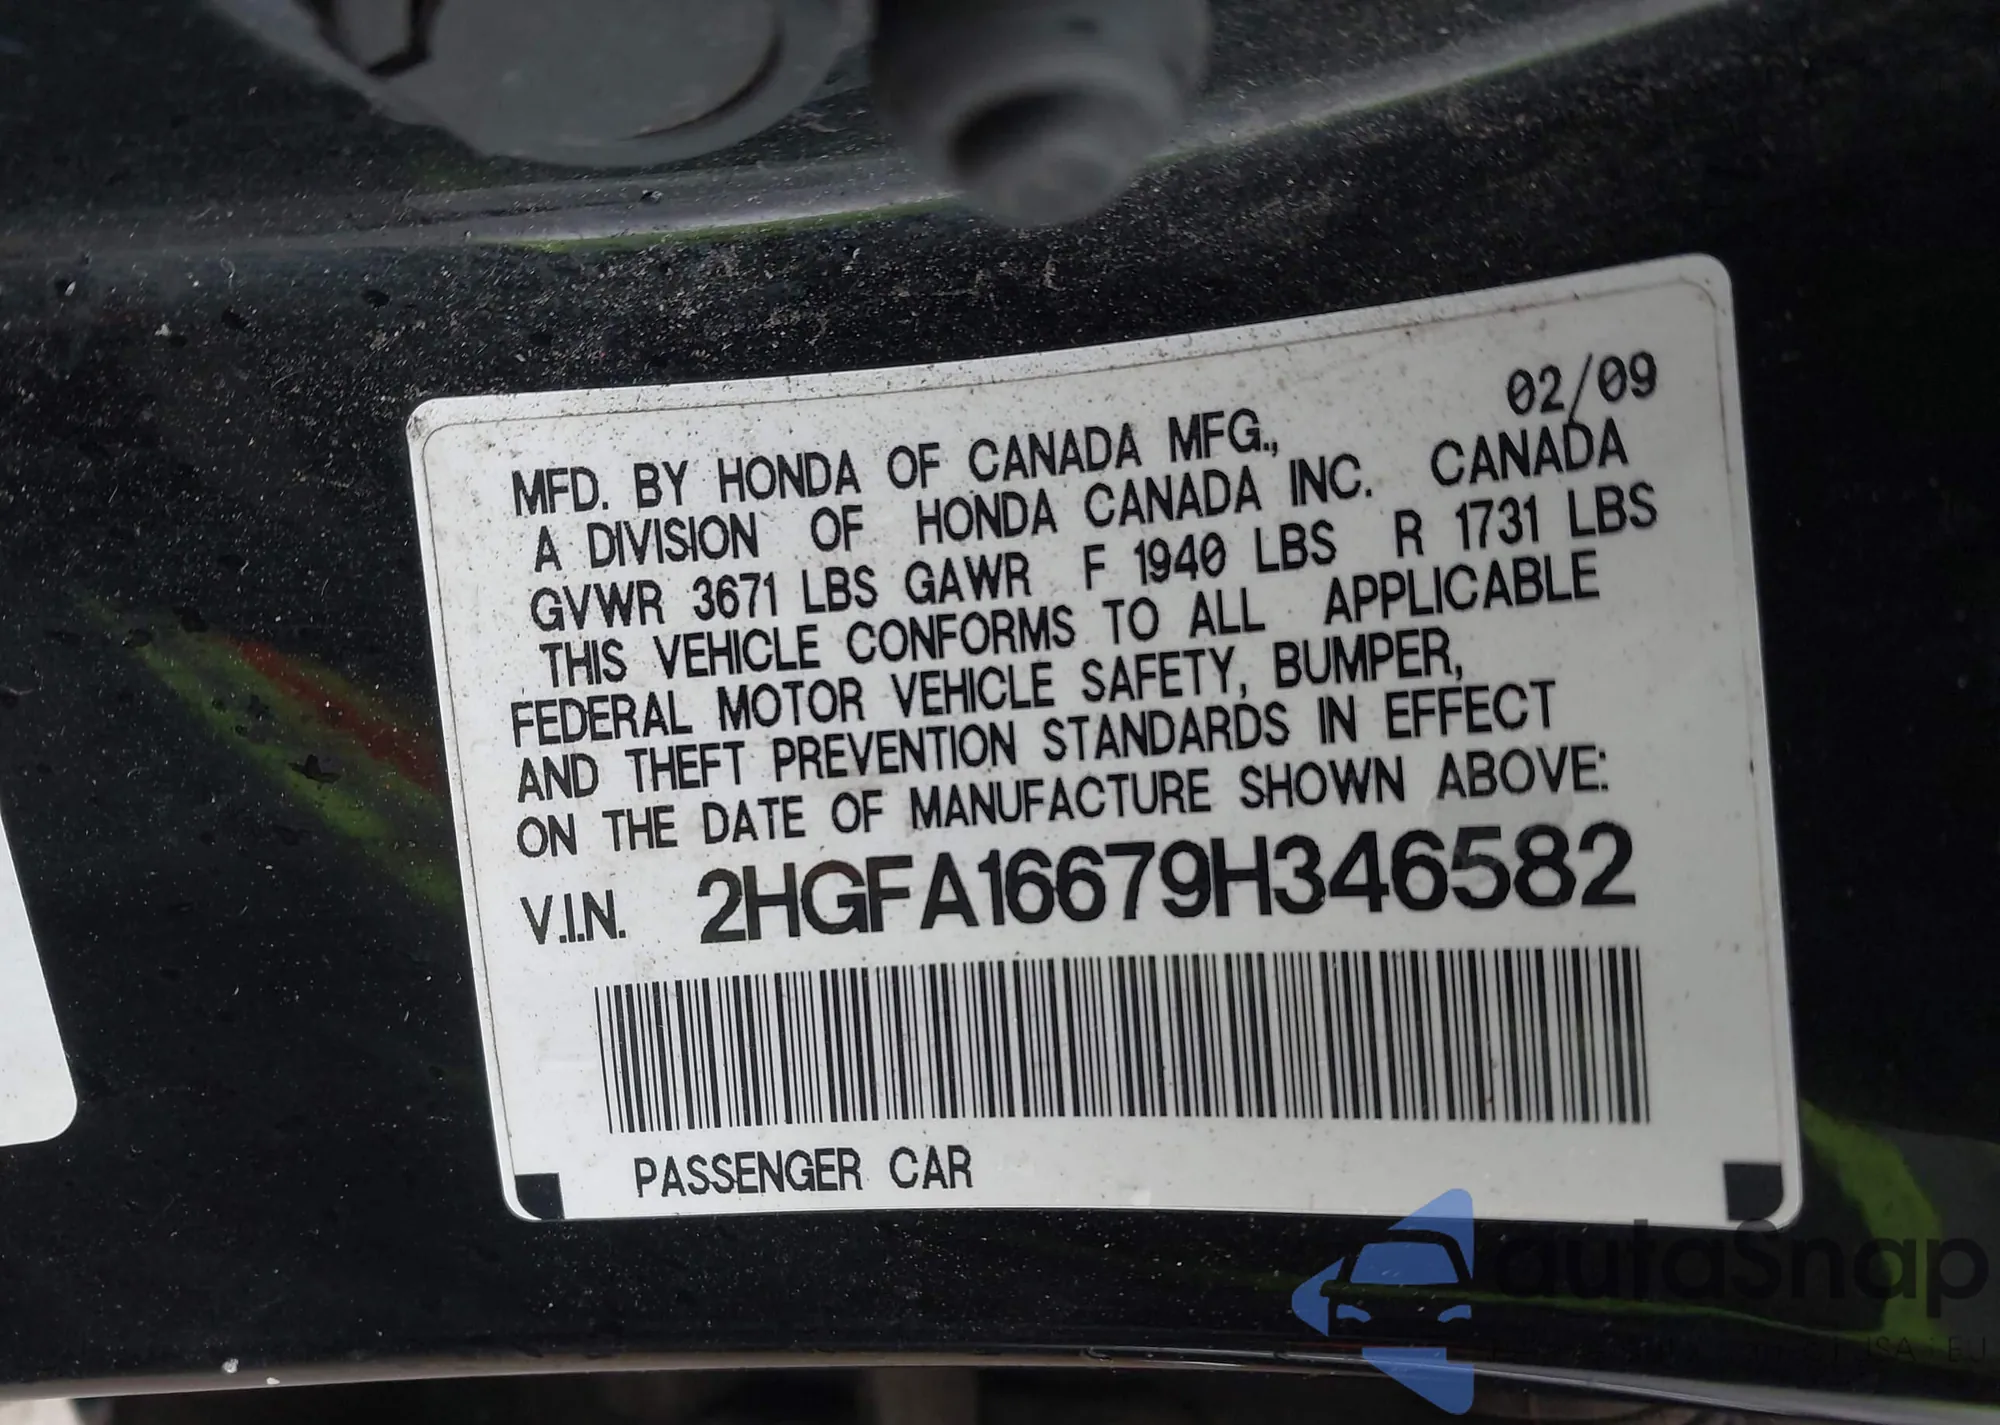 02/09
MFD. BY HONDA OF CANADA MFG.,
A DIVISION OF HONDA CANADA INC. CANADA
GVWR 3671 LBS GAWR F 1940 LBS R 1731 LBS
THIS VEHICLE CONFORMS TO ALL APPLICABLE
FEDERAL MOTOR VEHICLE SAFETY, BUMPER,
AND THEFT PREVENTION STANDARDS IN EFFECT
ON THE DATE OF MANUFACTURE SHOWN ABOVE:
V.I.N. 2HGFA16679H346582
PASSENGER CAR
autaSnap